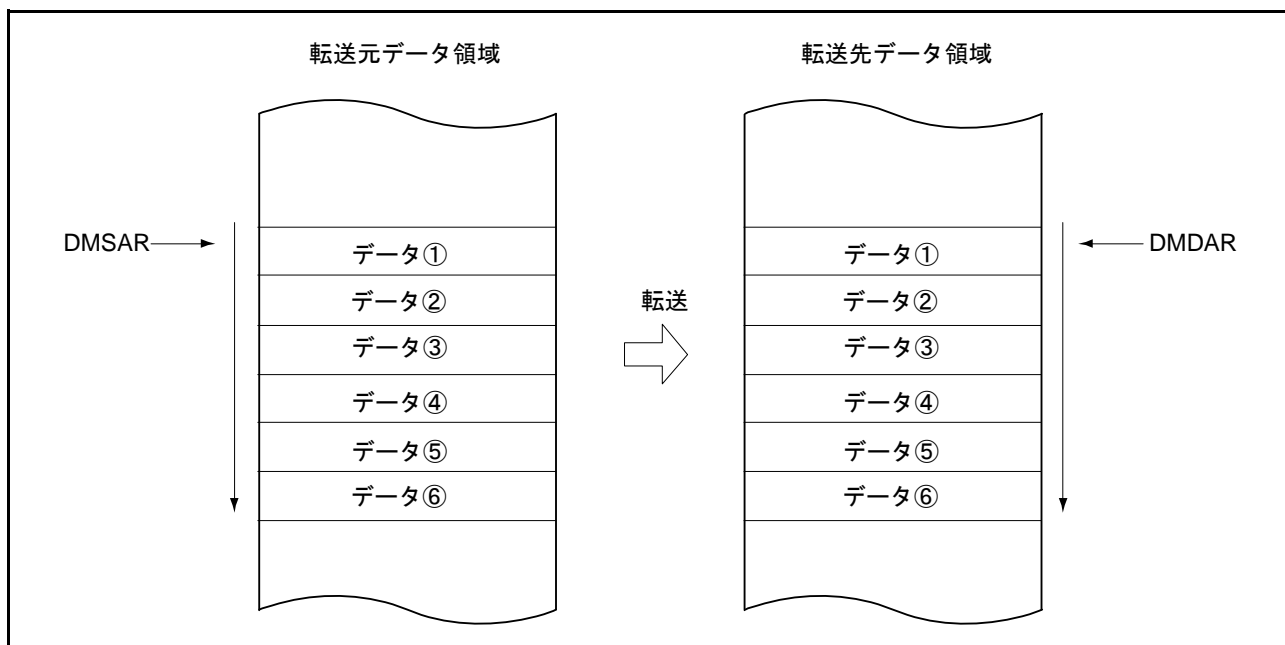 転送元データ領域
転送先データ領域
DMSAR
DMDAR
データ①
データ②
データ③
データ④
データ⑤
データ⑥
転送
データ①
データ②
データ③
データ④
データ⑤
データ⑥